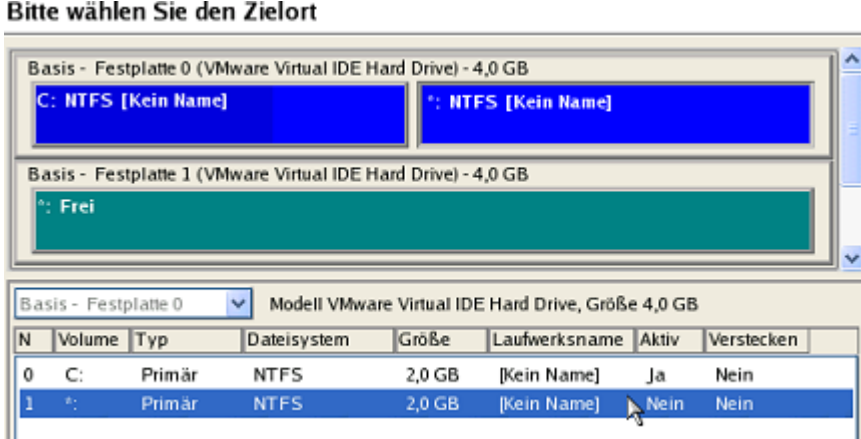 Bitte wählen Sie den Zielort
Basis - Festplatte 0 (VMware Virtual IDE Hard Drive) - 4,0 GB
C: NTFS [Kein Name]
*: NTFS [Kein Name]
Basis - Festplatte 1 (VMware Virtual IDE Hard Drive) - 4,0 GB
*: Frei
Basis - Festplatte 0
Modell VMware Virtual IDE Hard Drive, Größe 4,0 GB
N Volume Typ Dateisystem Größe Laufwerksname Aktiv Verstecken
0 C: Primär NTFS 2,0 GB [Kein Name] Ja Nein
1 *: Primär NTFS 2,0 GB [Kein Name] Nein Nein